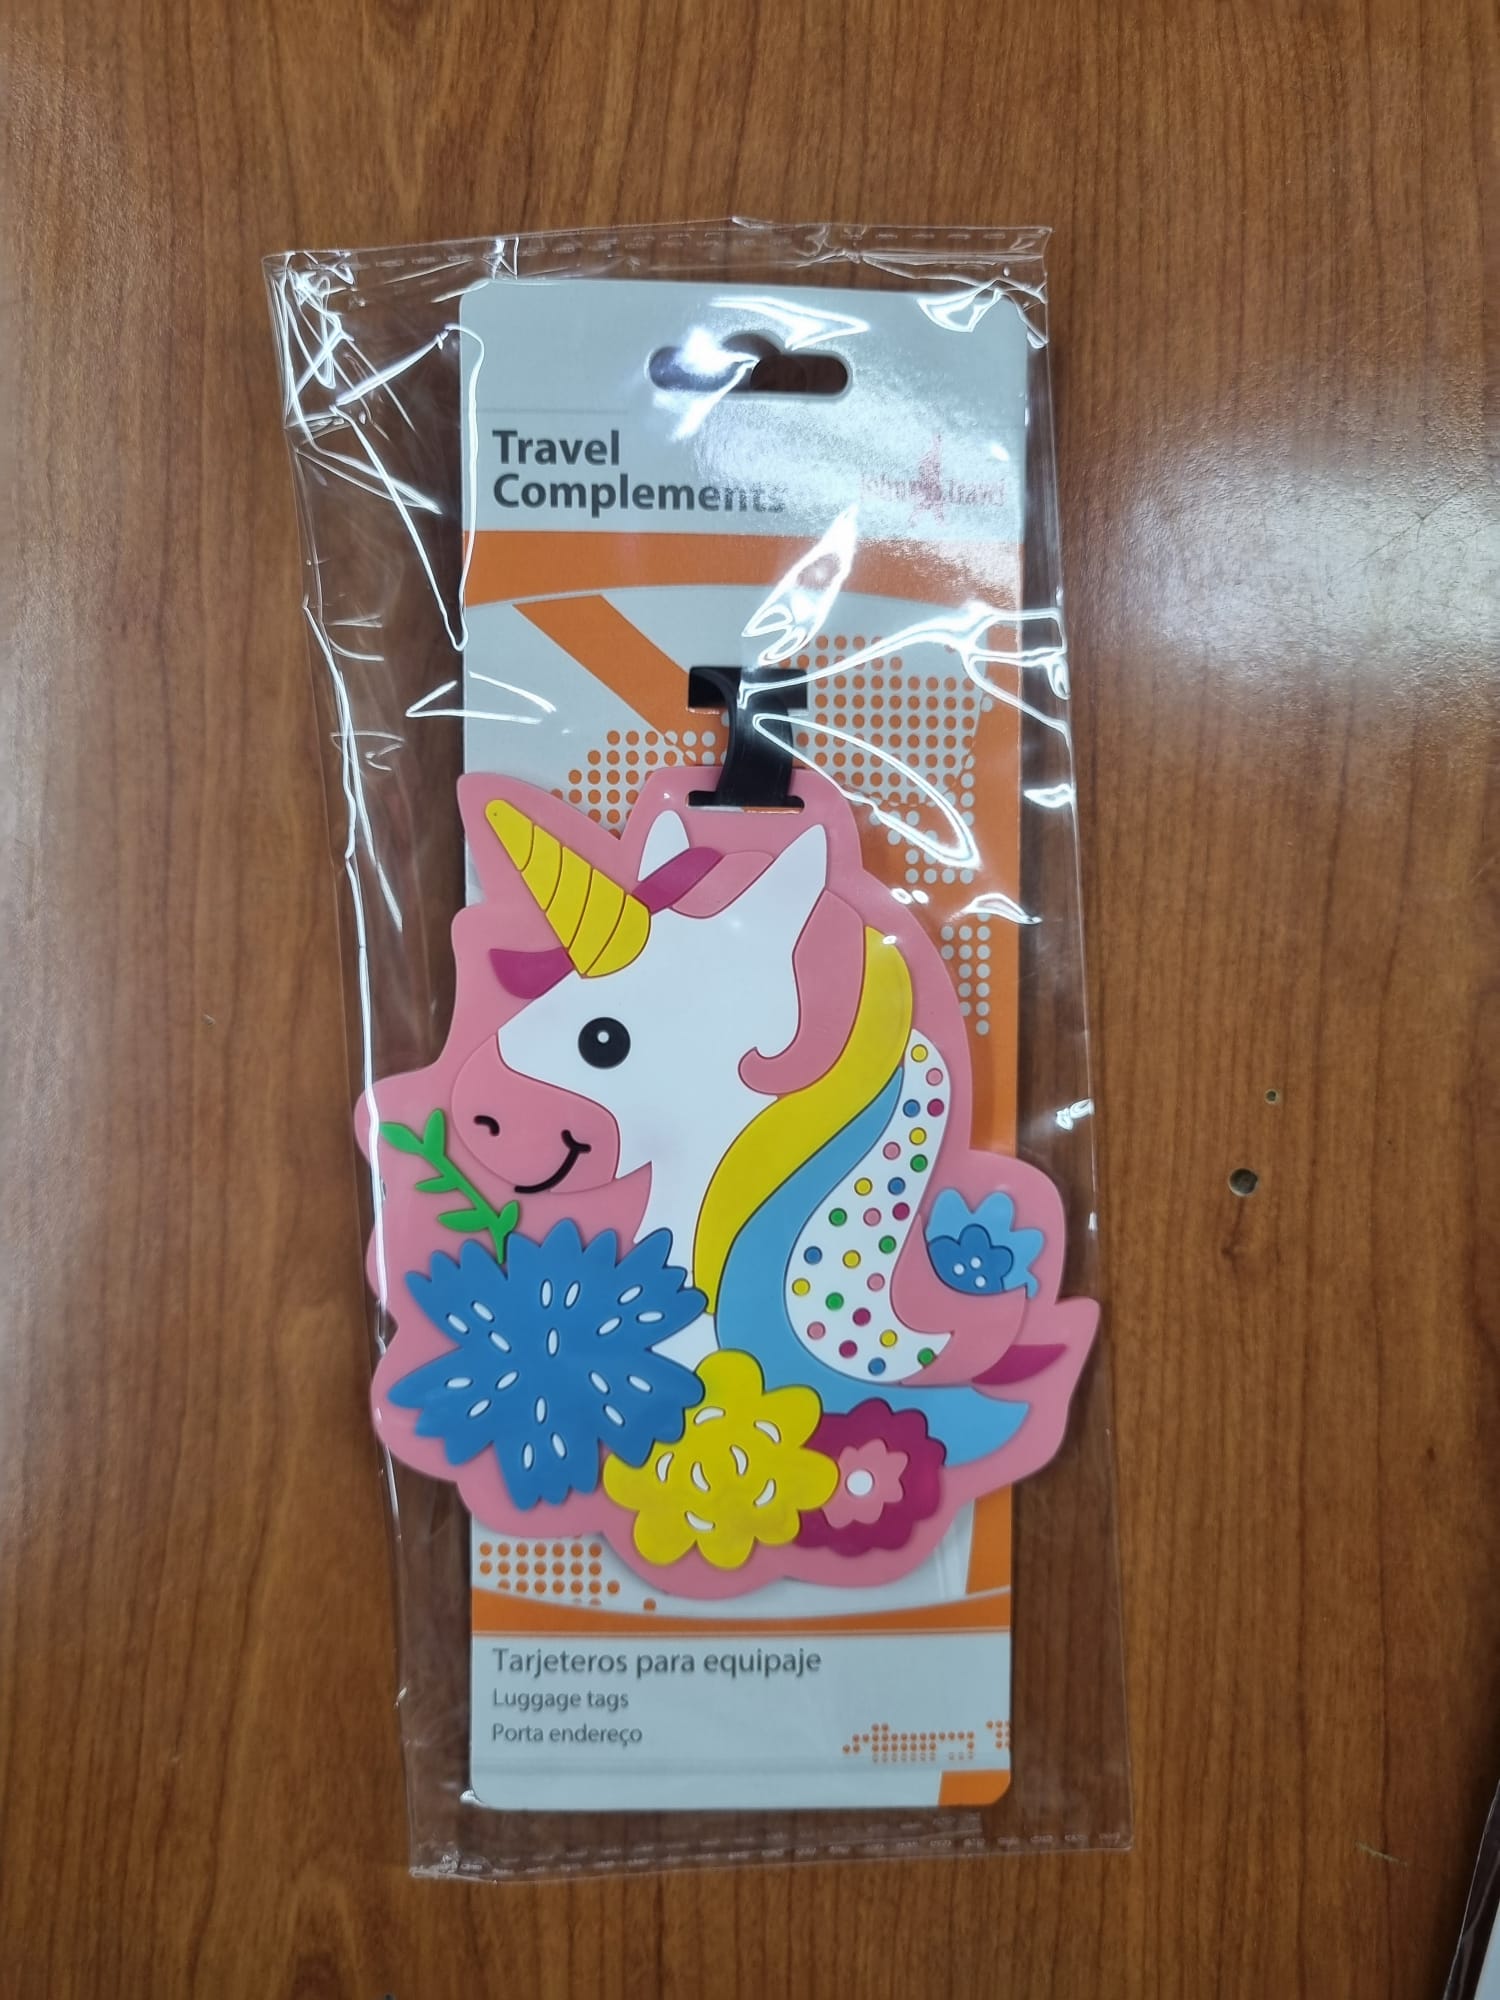 Travel
Complements
Tarjeteros para equipaje
Luggage tags
Porta endereço